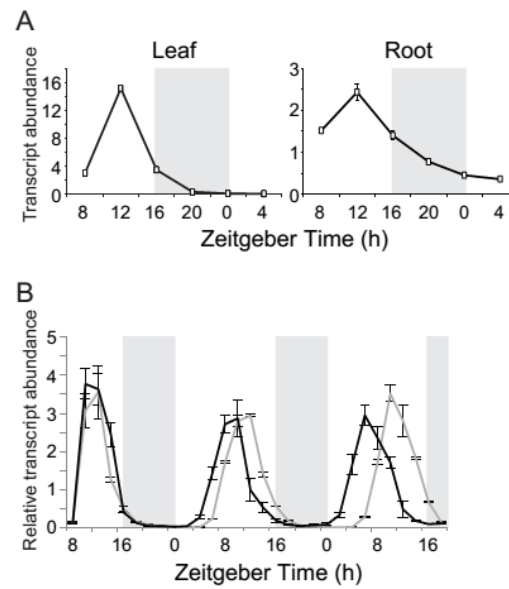 A
Leaf
Root
Transcript abundance
16
12
8
4
0
3
2
1
0
8 12 16 20 0 4
8 12 16 20 0 4
Zeitgeber Time (h)
B
Relative transcript abundance
5
4
3
2
1
0
8 16 0 8 16 0 8 16
Zeitgeber Time (h)